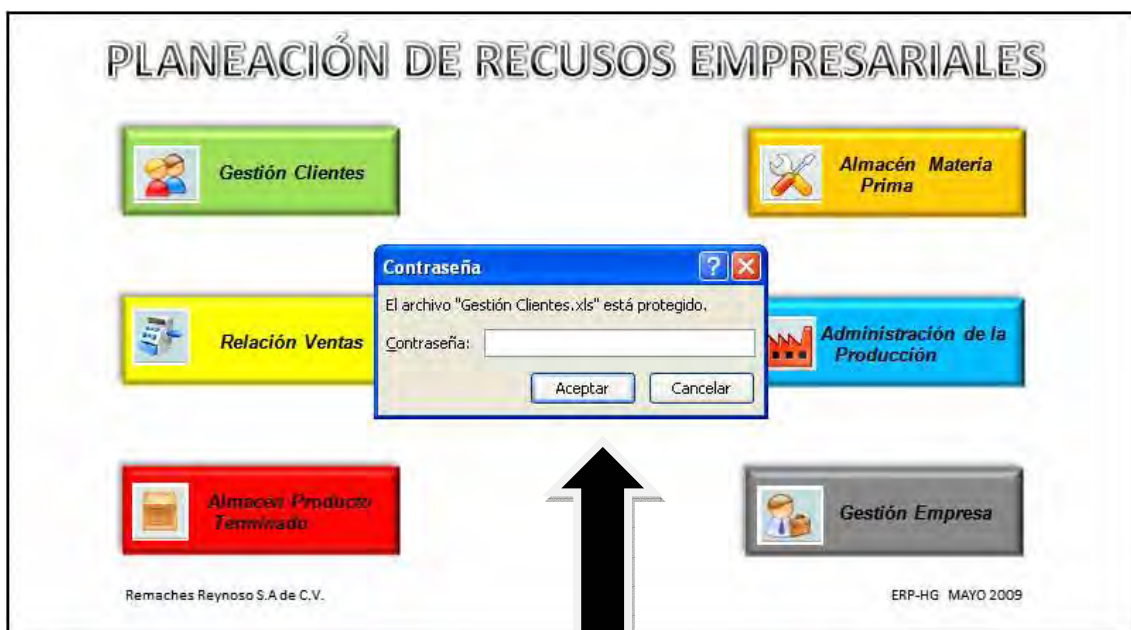 PLANEACIÓN DE RECUSOS EMPRESARIALES
Gestión Clientes
Almacén Materia
Prima
Contraseña
El archivo "Gestión Clientes.xls" está protegido.
Contraseña:
Aceptar
Cancelar
Relación Ventas
Administración de la
Producción
Almacén Producto
Terminado
Gestión Empresa
Remaches Reynoso S.A de C.V.
ERP-HG MAYO 2009